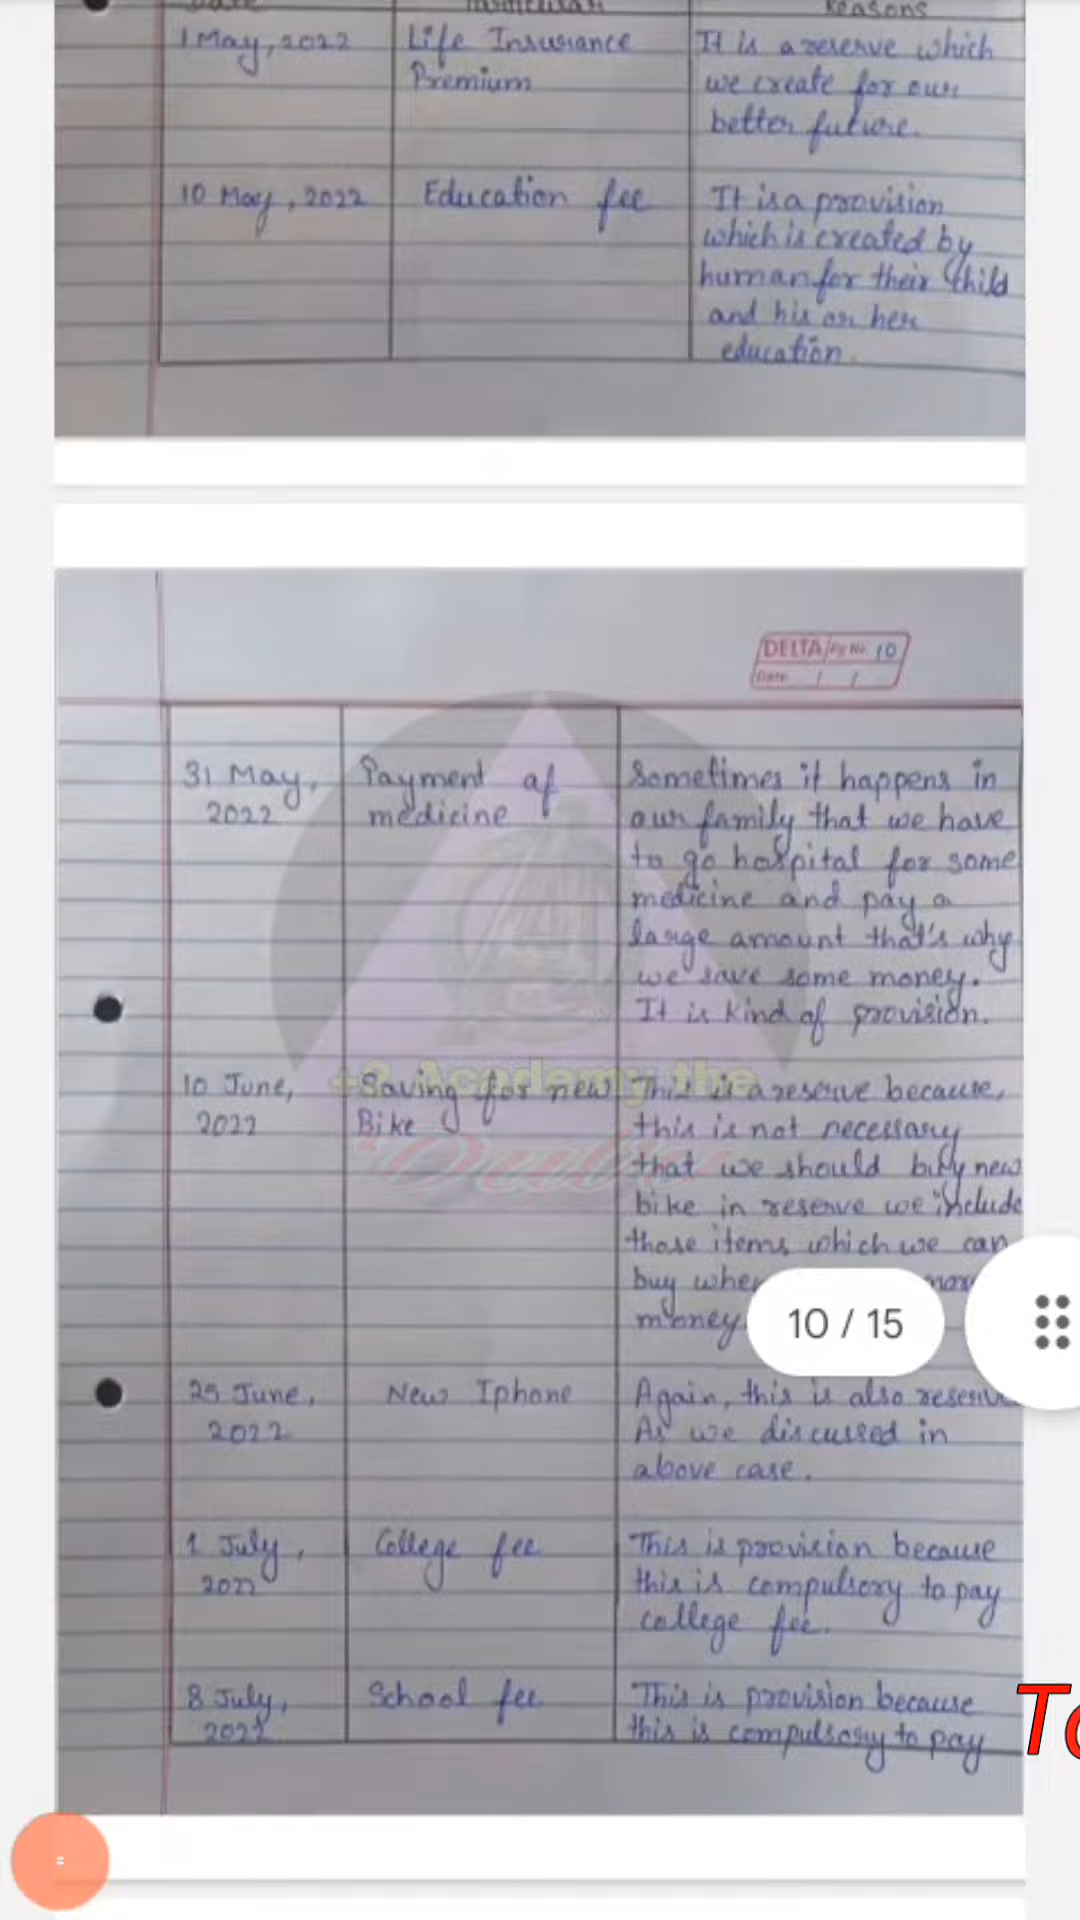 Date Particulars Reasons
1 May, 2022 Life Insurance It is a reserve which
Premium we create for our
better future.
10 May, 2022 Education fee It is a provision
which is created by
human for their child
and his or her
education.
DELTA Pg No. 10
Date / /
31 May, Payment of Sometimes it happens in
2022 medicine our family that we have
to go hospital for some
medicine and pay a
large amount that's why
we save some money.
It is kind of provision.
+2 Academy the
10 June, Saving for new This is a reserve because,
2022 Bike this is not necessary
that we should buy new
bike in reserve we include
those items which we can
buy
money
10 / 15
25 June, New Iphone Again, this is also reserve
2022 As we discussed in
above case.
1 July, College fee This is provision because
2022 this is compulsory to pay
college fee.
8 July, School fee This is provision because
2022 this is compulsory to pay